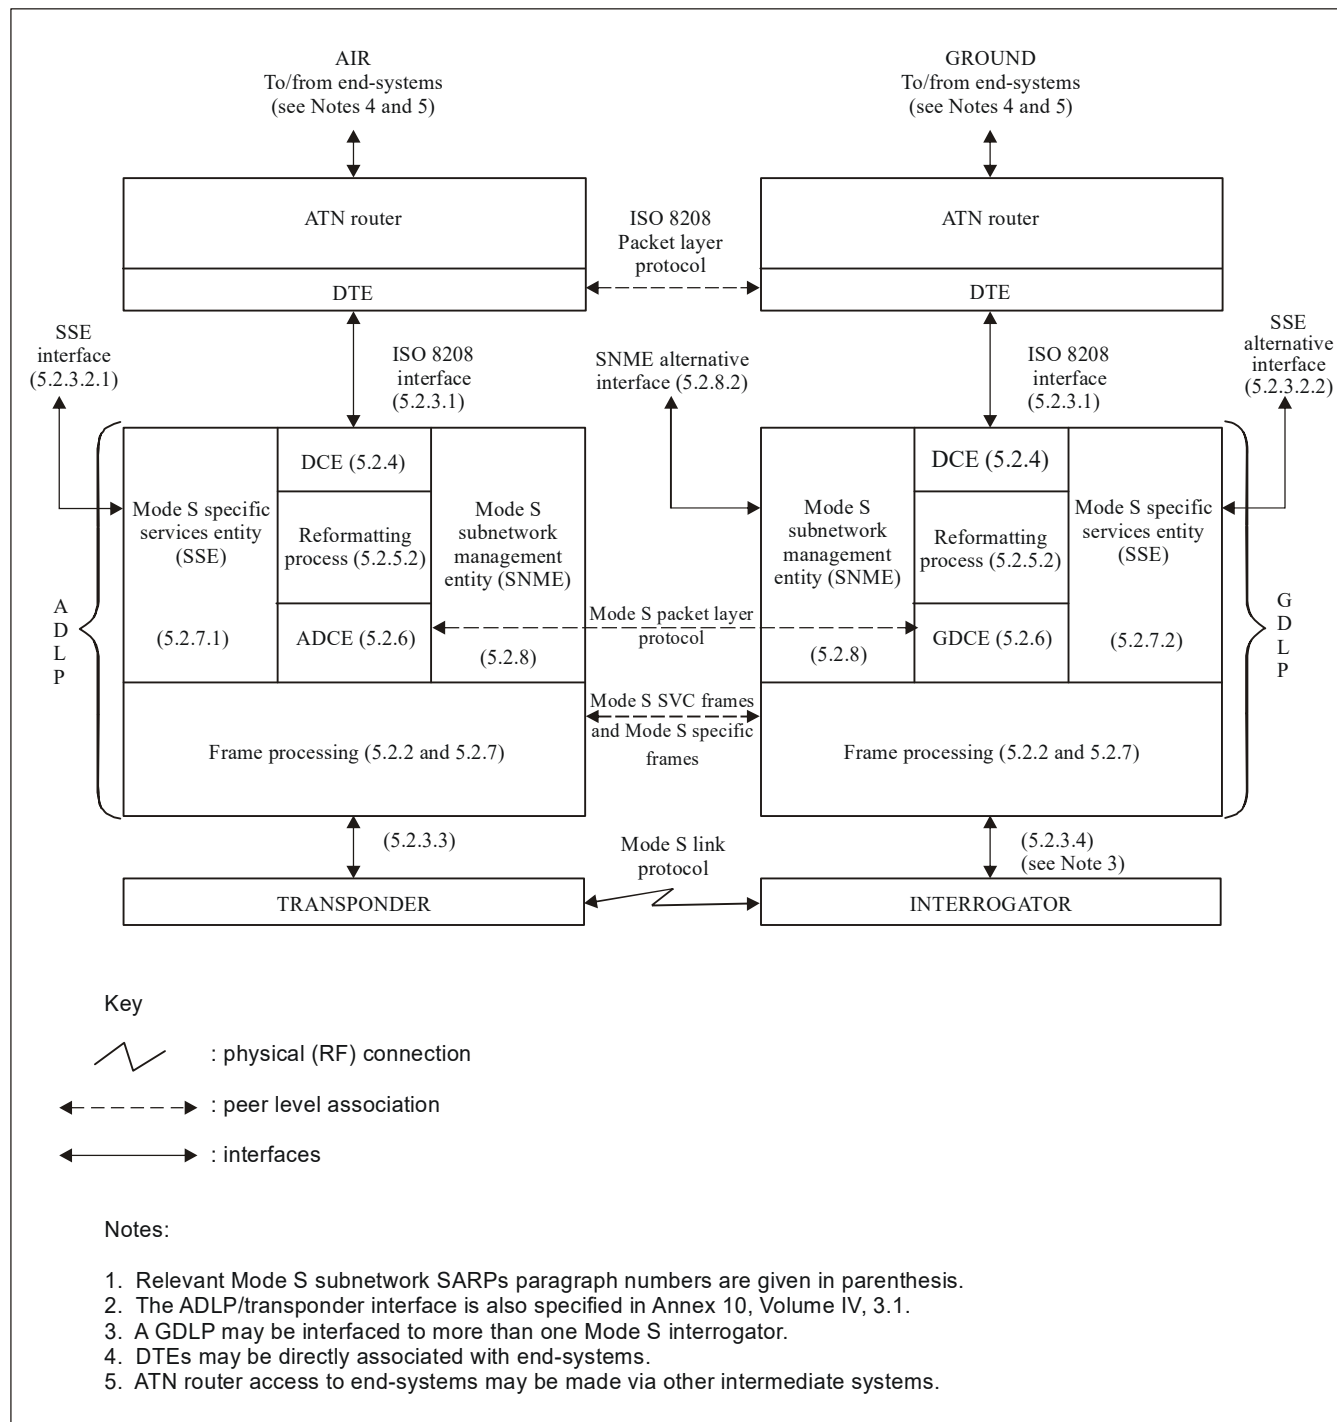 AIR
To/from end-systems
(see Notes 4 and 5)
GROUND
To/from end-systems
(see Notes 4 and 5)
ATN router
DTE
ISO 8208
Packet layer
protocol
ATN router
DTE
SSE
interface
(5.2.3.2.1)
ISO 8208
interface
(5.2.3.1)
SNME alternative
interface (5.2.8.2)
ISO 8208
interface
(5.2.3.1)
SSE
alternative
interface
(5.2.3.2.2)
A
D
L
P
Mode S specific
services entity
(SSE)
(5.2.7.1)
DCE (5.2.4)
Reformatting
process (5.2.5.2)
ADCE (5.2.6)
Mode S
subnetwork
management
entity (SNME)
(5.2.8)
Mode S packet layer
protocol
Mode S
subnetwork
management
entity (SNME)
(5.2.8)
DCE (5.2.4)
Reformatting
process (5.2.5.2)
GDCE (5.2.6)
Mode S specific
services entity
(SSE)
(5.2.7.2)
G
D
L
P
Frame processing (5.2.2 and 5.2.7)
Mode S SVC frames
and Mode S specific
frames
Frame processing (5.2.2 and 5.2.7)
(5.2.3.3)
Mode S link
protocol
(5.2.3.4)
(see Note 3)
TRANSPONDER
INTERROGATOR
Key
: physical (RF) connection
: peer level association
: interfaces
Notes:
1. Relevant Mode S subnetwork SARPs paragraph numbers are given in parenthesis.
2. The ADLP/transponder interface is also specified in Annex 10, Volume IV, 3.1.
3. A GDLP may be interfaced to more than one Mode S interrogator.
4. DTEs may be directly associated with end-systems.
5. ATN router access to end-systems may be made via other intermediate systems.